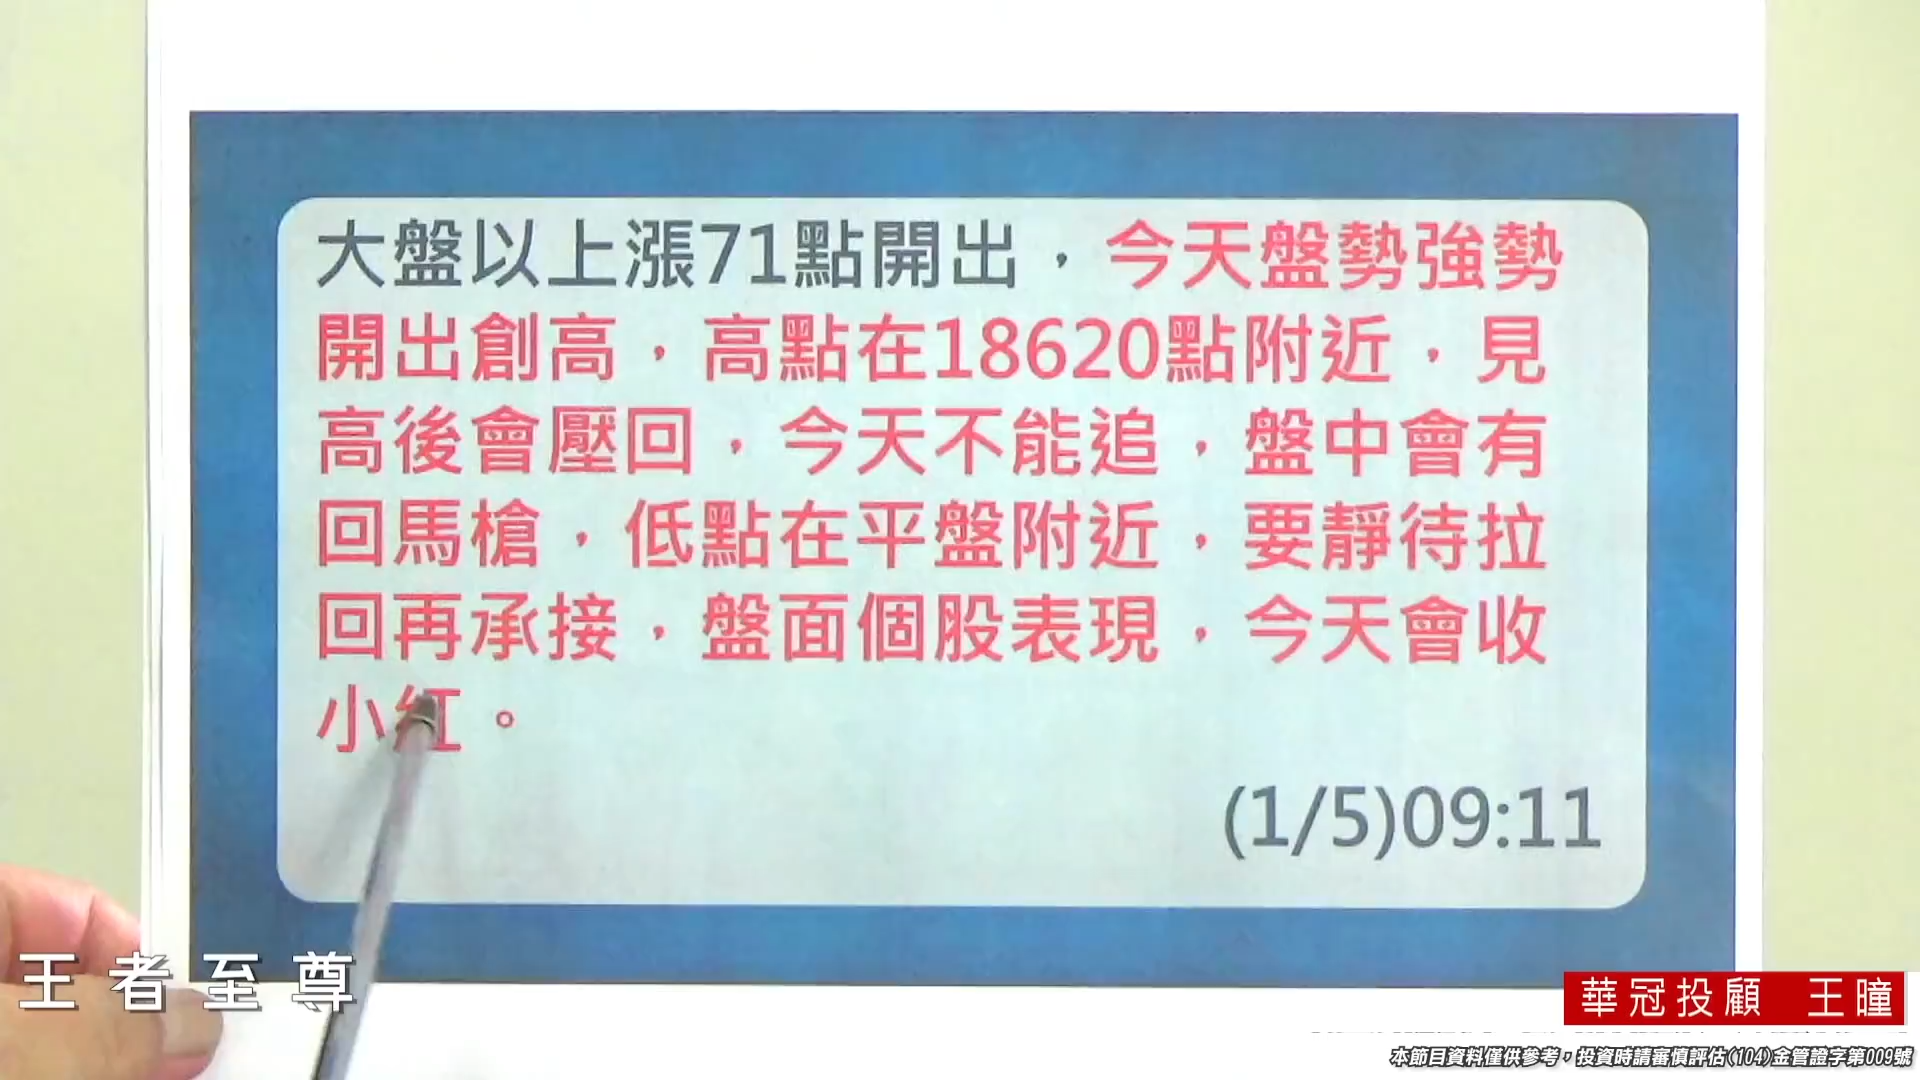 大盤以上漲71點開出，今天盤勢強勢
開出創高，高點在18620點附近，見
高後會壓回，今天不能追，盤中會有
回馬槍，低點在平盤附近，要靜待拉
回再承接，盤面個股表現，今天會收
小紅。
(1/5)09:11
王者至尊
華冠投顧 王曈
本節目資料僅供參考，投資時請審慎評估(104)金管證字第009號